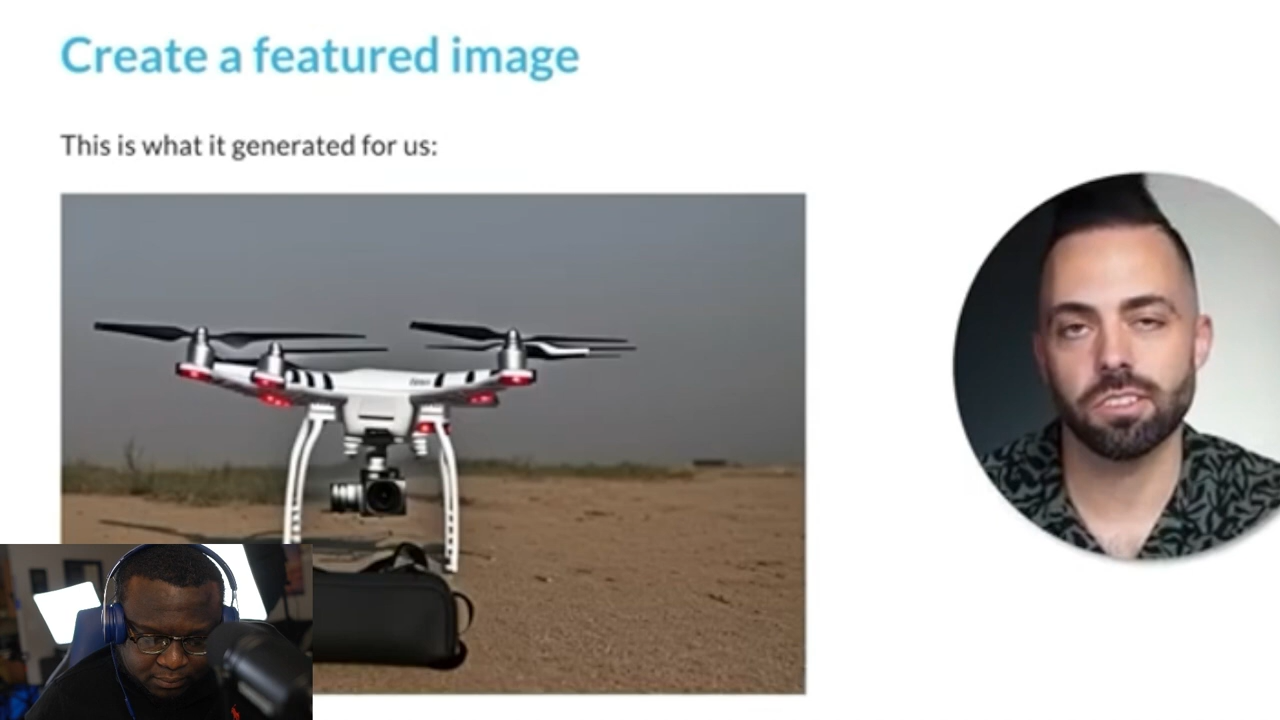 Create a featured image
This is what it generated for us: